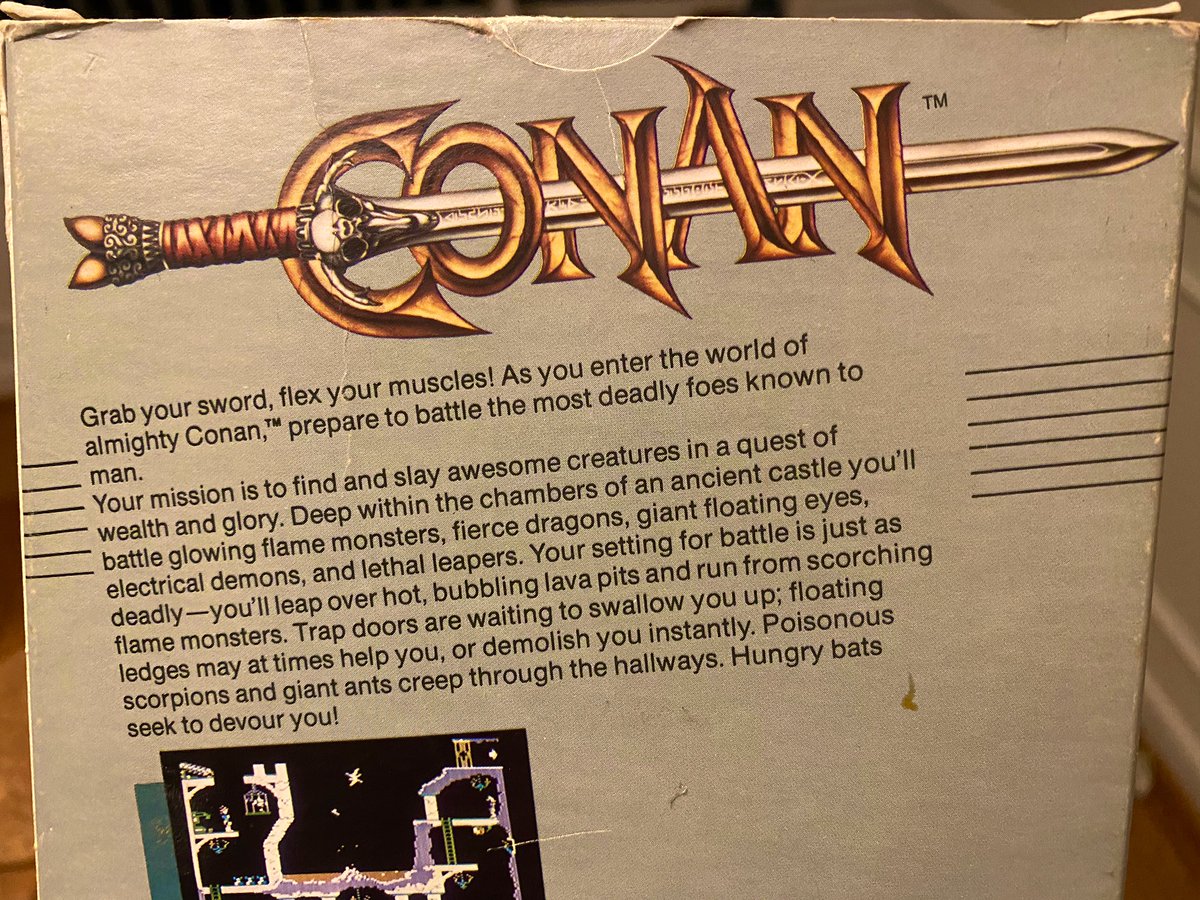 CONAN™
Grab your sword, flex your muscles! As you enter the world of
almighty Conan,™ prepare to battle the most deadly foes known to
man.
Your mission is to find and slay awesome creatures in a quest of
wealth and glory. Deep within the chambers of an ancient castle you'll
battle glowing flame monsters, fierce dragons, giant floating eyes,
electrical demons, and lethal leapers. Your setting for battle is just as
deadly—you'll leap over hot, bubbling lava pits and run from scorching
flame monsters. Trap doors are waiting to swallow you up; floating
ledges may at times help you, or demolish you instantly. Poisonous
scorpions and giant ants creep through the hallways. Hungry bats
seek to devour you!